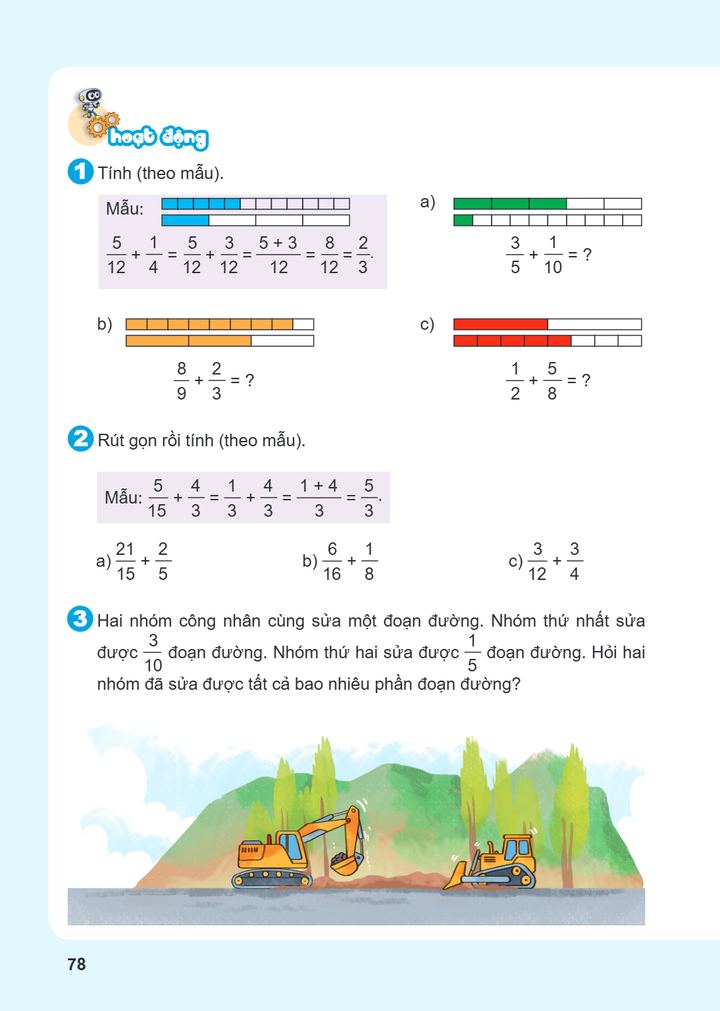 hoạt động
1 Tính (theo mẫu).
Mẫu:
5/12 + 1/4 = 5/12 + 3/12 = (5 + 3)/12 = 8/12 = 2/3.
a)
3/5 + 1/10 = ?
b)
8/9 + 2/3 = ?
c)
1/2 + 5/8 = ?
2 Rút gọn rồi tính (theo mẫu).
Mẫu: 5/15 + 4/3 = 1/3 + 4/3 = (1 + 4)/3 = 5/3.
a) 21/15 + 2/5
b) 6/16 + 1/8
c) 3/12 + 3/4
3 Hai nhóm công nhân cùng sửa một đoạn đường. Nhóm thứ nhất sửa
được 3/10 đoạn đường. Nhóm thứ hai sửa được 1/5 đoạn đường. Hỏi hai
nhóm đã sửa được tất cả bao nhiêu phần đoạn đường?
78